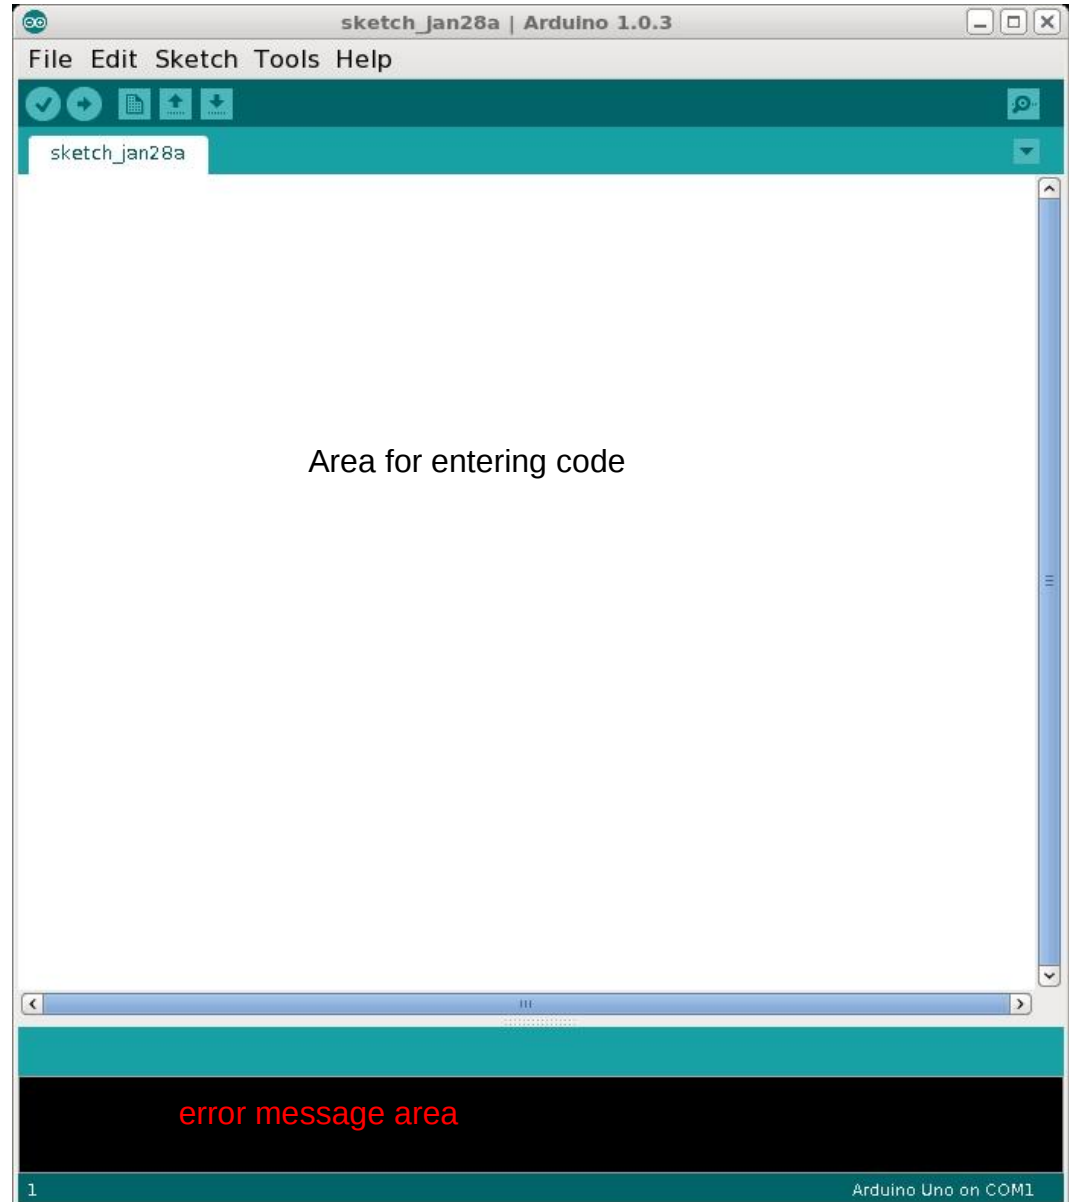 sketch_jan28a | Arduino 1.0.3
File Edit Sketch Tools Help
sketch_jan28a
Area for entering code
error message area
1 Arduino Uno on COM1